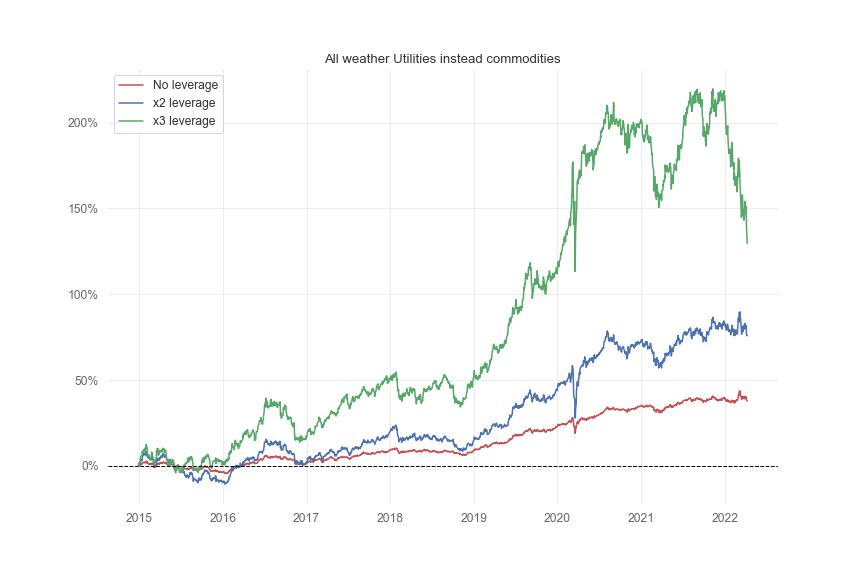 All weather Utilities instead commodities
No leverage
x2 leverage
x3 leverage
200%
150%
100%
50%
0%
2015 2016 2017 2018 2019 2020 2021 2022